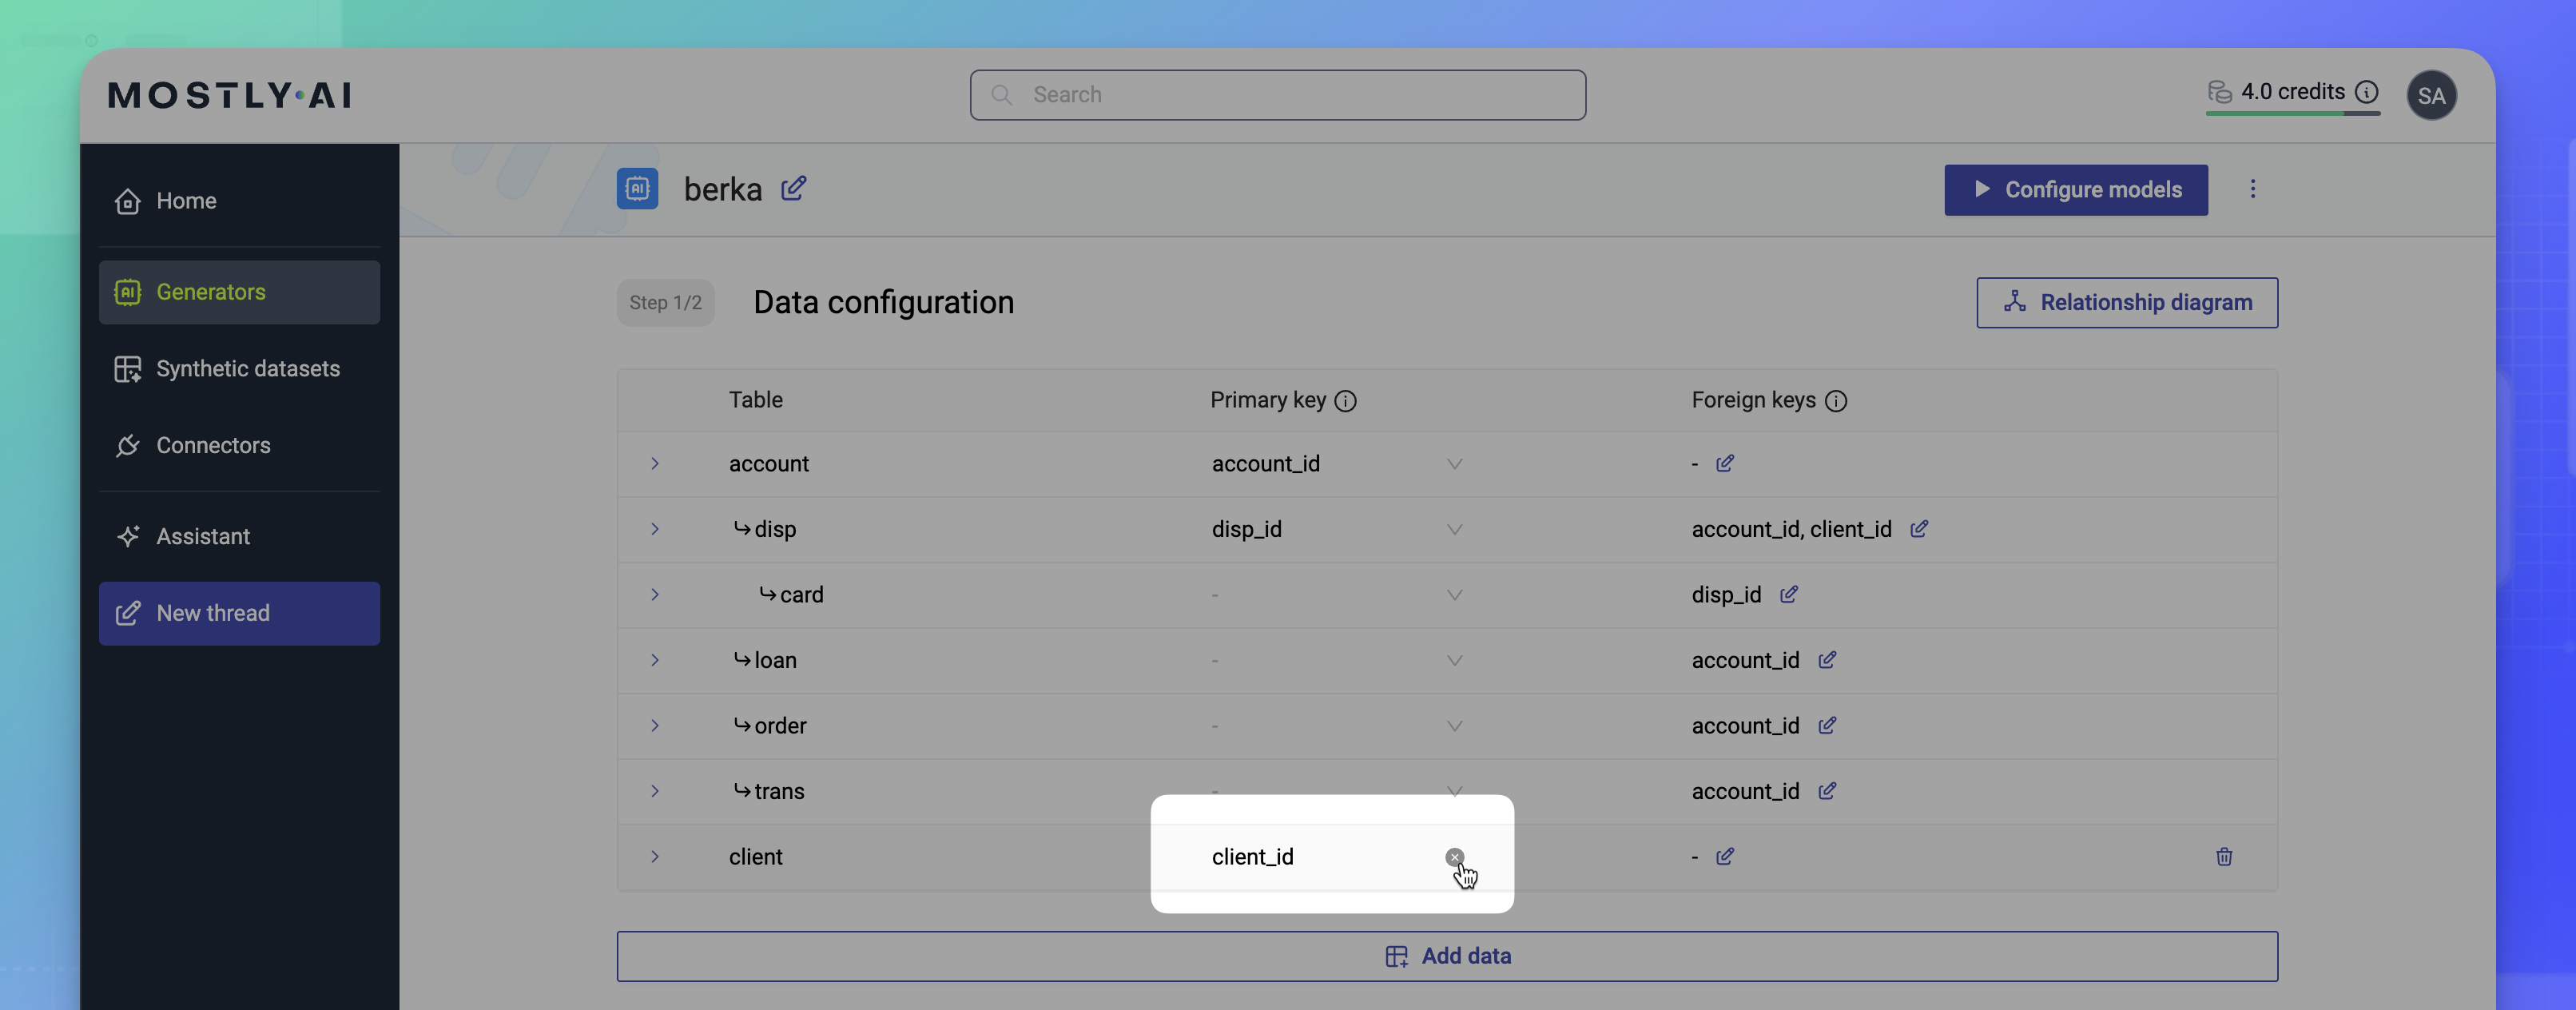 MOSTLY·AI
Search
4.0 credits
SA
Home
Generators
Synthetic datasets
Connectors
Assistant
New thread
AI berka
Configure models
Step 1/2 Data configuration
Relationship diagram
Table Primary key Foreign keys
account account_id -
disp disp_id account_id, client_id
card - disp_id
loan - account_id
order - account_id
trans - account_id
client client_id -
Add data